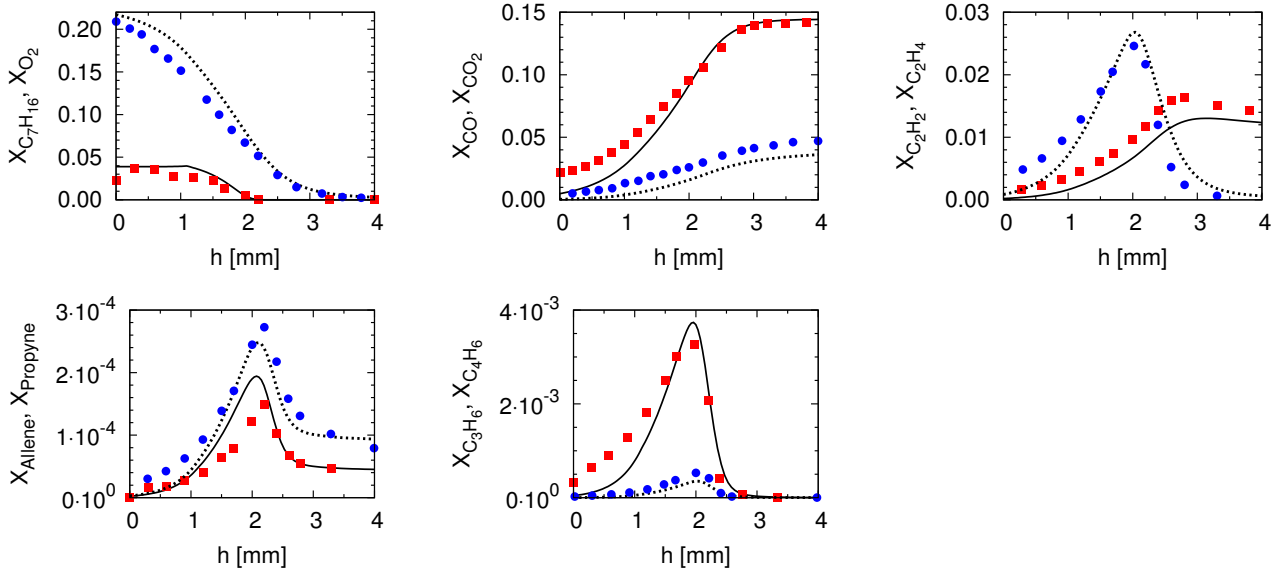 X_C₇H₁₆, X_O₂
0.20
0.15
0.10
0.05
0.00
0 1 2 3 4
h [mm]
X_CO, X_CO₂
0.15
0.10
0.05
0.00
0 1 2 3 4
h [mm]
X_C₂H₂, X_C₂H₄
0.03
0.02
0.01
0.00
0 1 2 3 4
h [mm]
X_Allene, X_Propyne
3·10⁻⁴
2·10⁻⁴
1·10⁻⁴
0·10⁰
0 1 2 3 4
h [mm]
X_C₃H₆, X_C₄H₆
4·10⁻³
2·10⁻³
0·10⁰
0 1 2 3 4
h [mm]